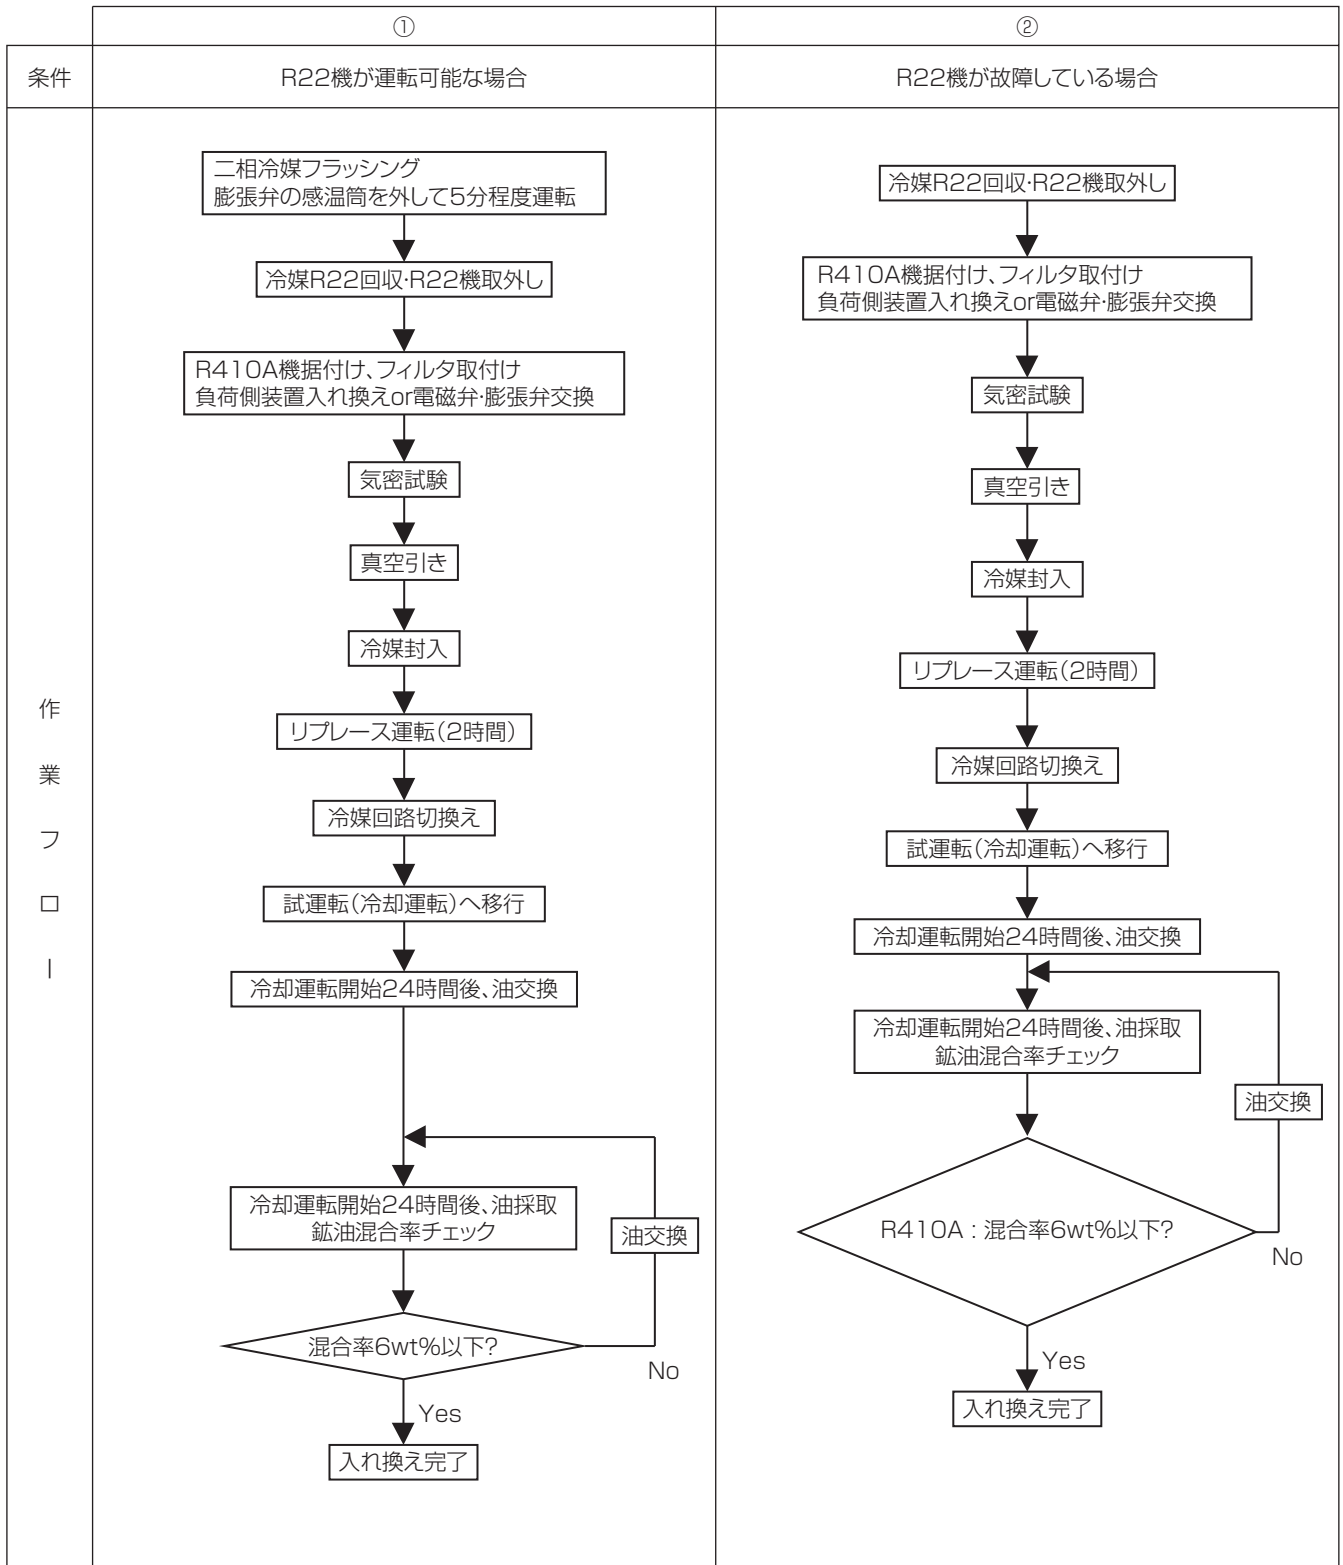 ①
②
条件
R22機が運転可能な場合
R22機が故障している場合
作業フロー
二相冷媒フラッシング
膨張弁の感温筒を外して5分程度運転
冷媒R22回収・R22機取外し
R410A機据付け、フィルタ取付け
負荷側装置入れ換えor電磁弁・膨張弁交換
気密試験
真空引き
冷媒封入
リプレース運転(2時間)
冷媒回路切換え
試運転(冷却運転)へ移行
冷却運転開始24時間後、油交換
冷却運転開始24時間後、油採取
鉱油混合率チェック
油交換
混合率6wt%以下?
No
Yes
入れ換え完了
冷媒R22回収・R22機取外し
R410A機据付け、フィルタ取付け
負荷側装置入れ換えor電磁弁・膨張弁交換
気密試験
真空引き
冷媒封入
リプレース運転(2時間)
冷媒回路切換え
試運転(冷却運転)へ移行
冷却運転開始24時間後、油交換
冷却運転開始24時間後、油採取
鉱油混合率チェック
油交換
R410A : 混合率6wt%以下?
No
Yes
入れ換え完了